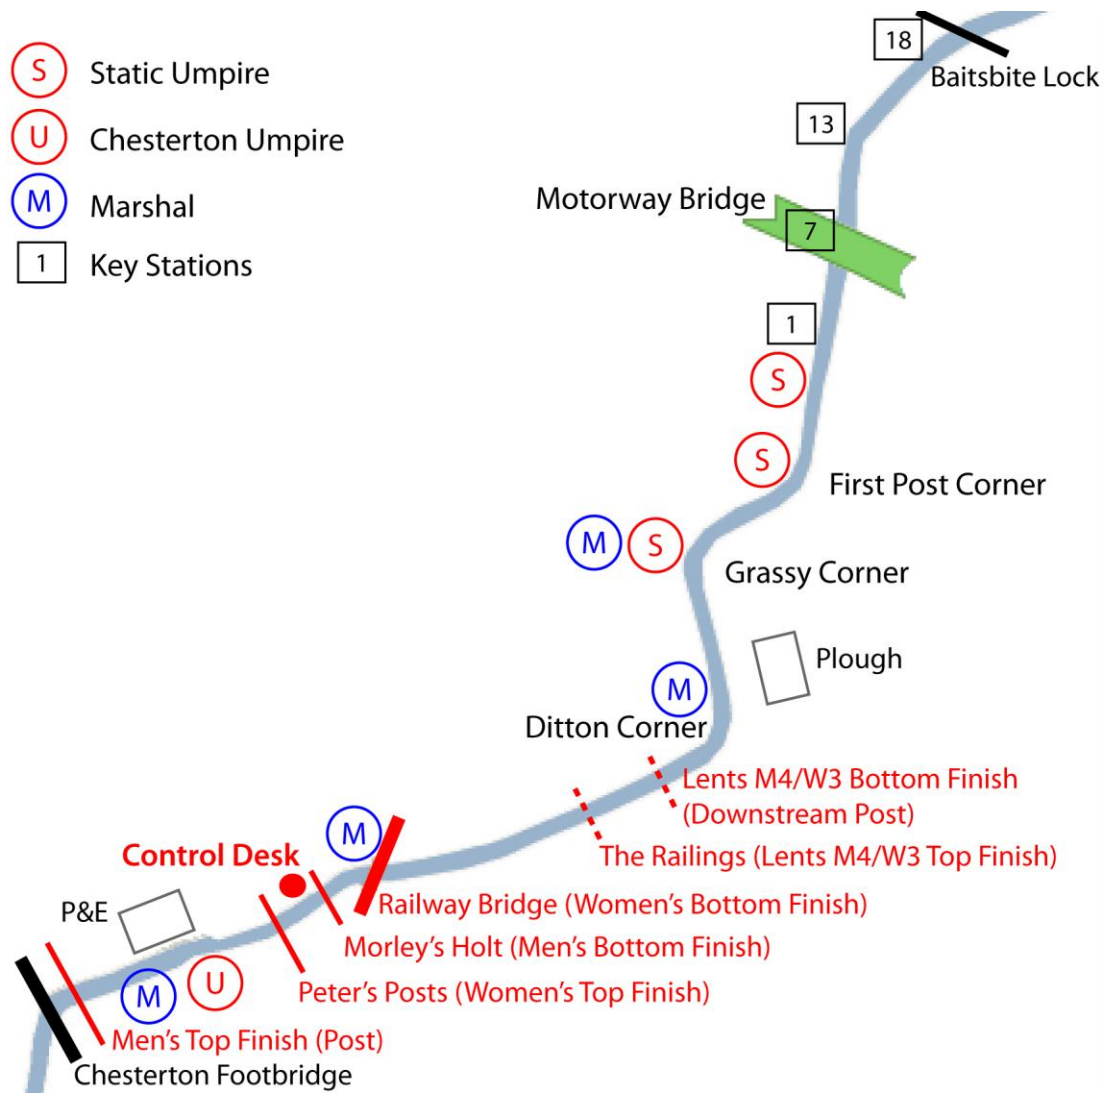 S Static Umpire
U Chesterton Umpire
M Marshal
1 Key Stations
18
Baitsbite Lock
13
Motorway Bridge
7
1
S
S
First Post Corner
M S
Grassy Corner
Plough
M
Ditton Corner
Lents M4/W3 Bottom Finish
(Downstream Post)
The Railings (Lents M4/W3 Top Finish)
M
Control Desk
Railway Bridge (Women's Bottom Finish)
P&E
Morley's Holt (Men's Bottom Finish)
M U
Peter's Posts (Women's Top Finish)
Men's Top Finish (Post)
Chesterton Footbridge